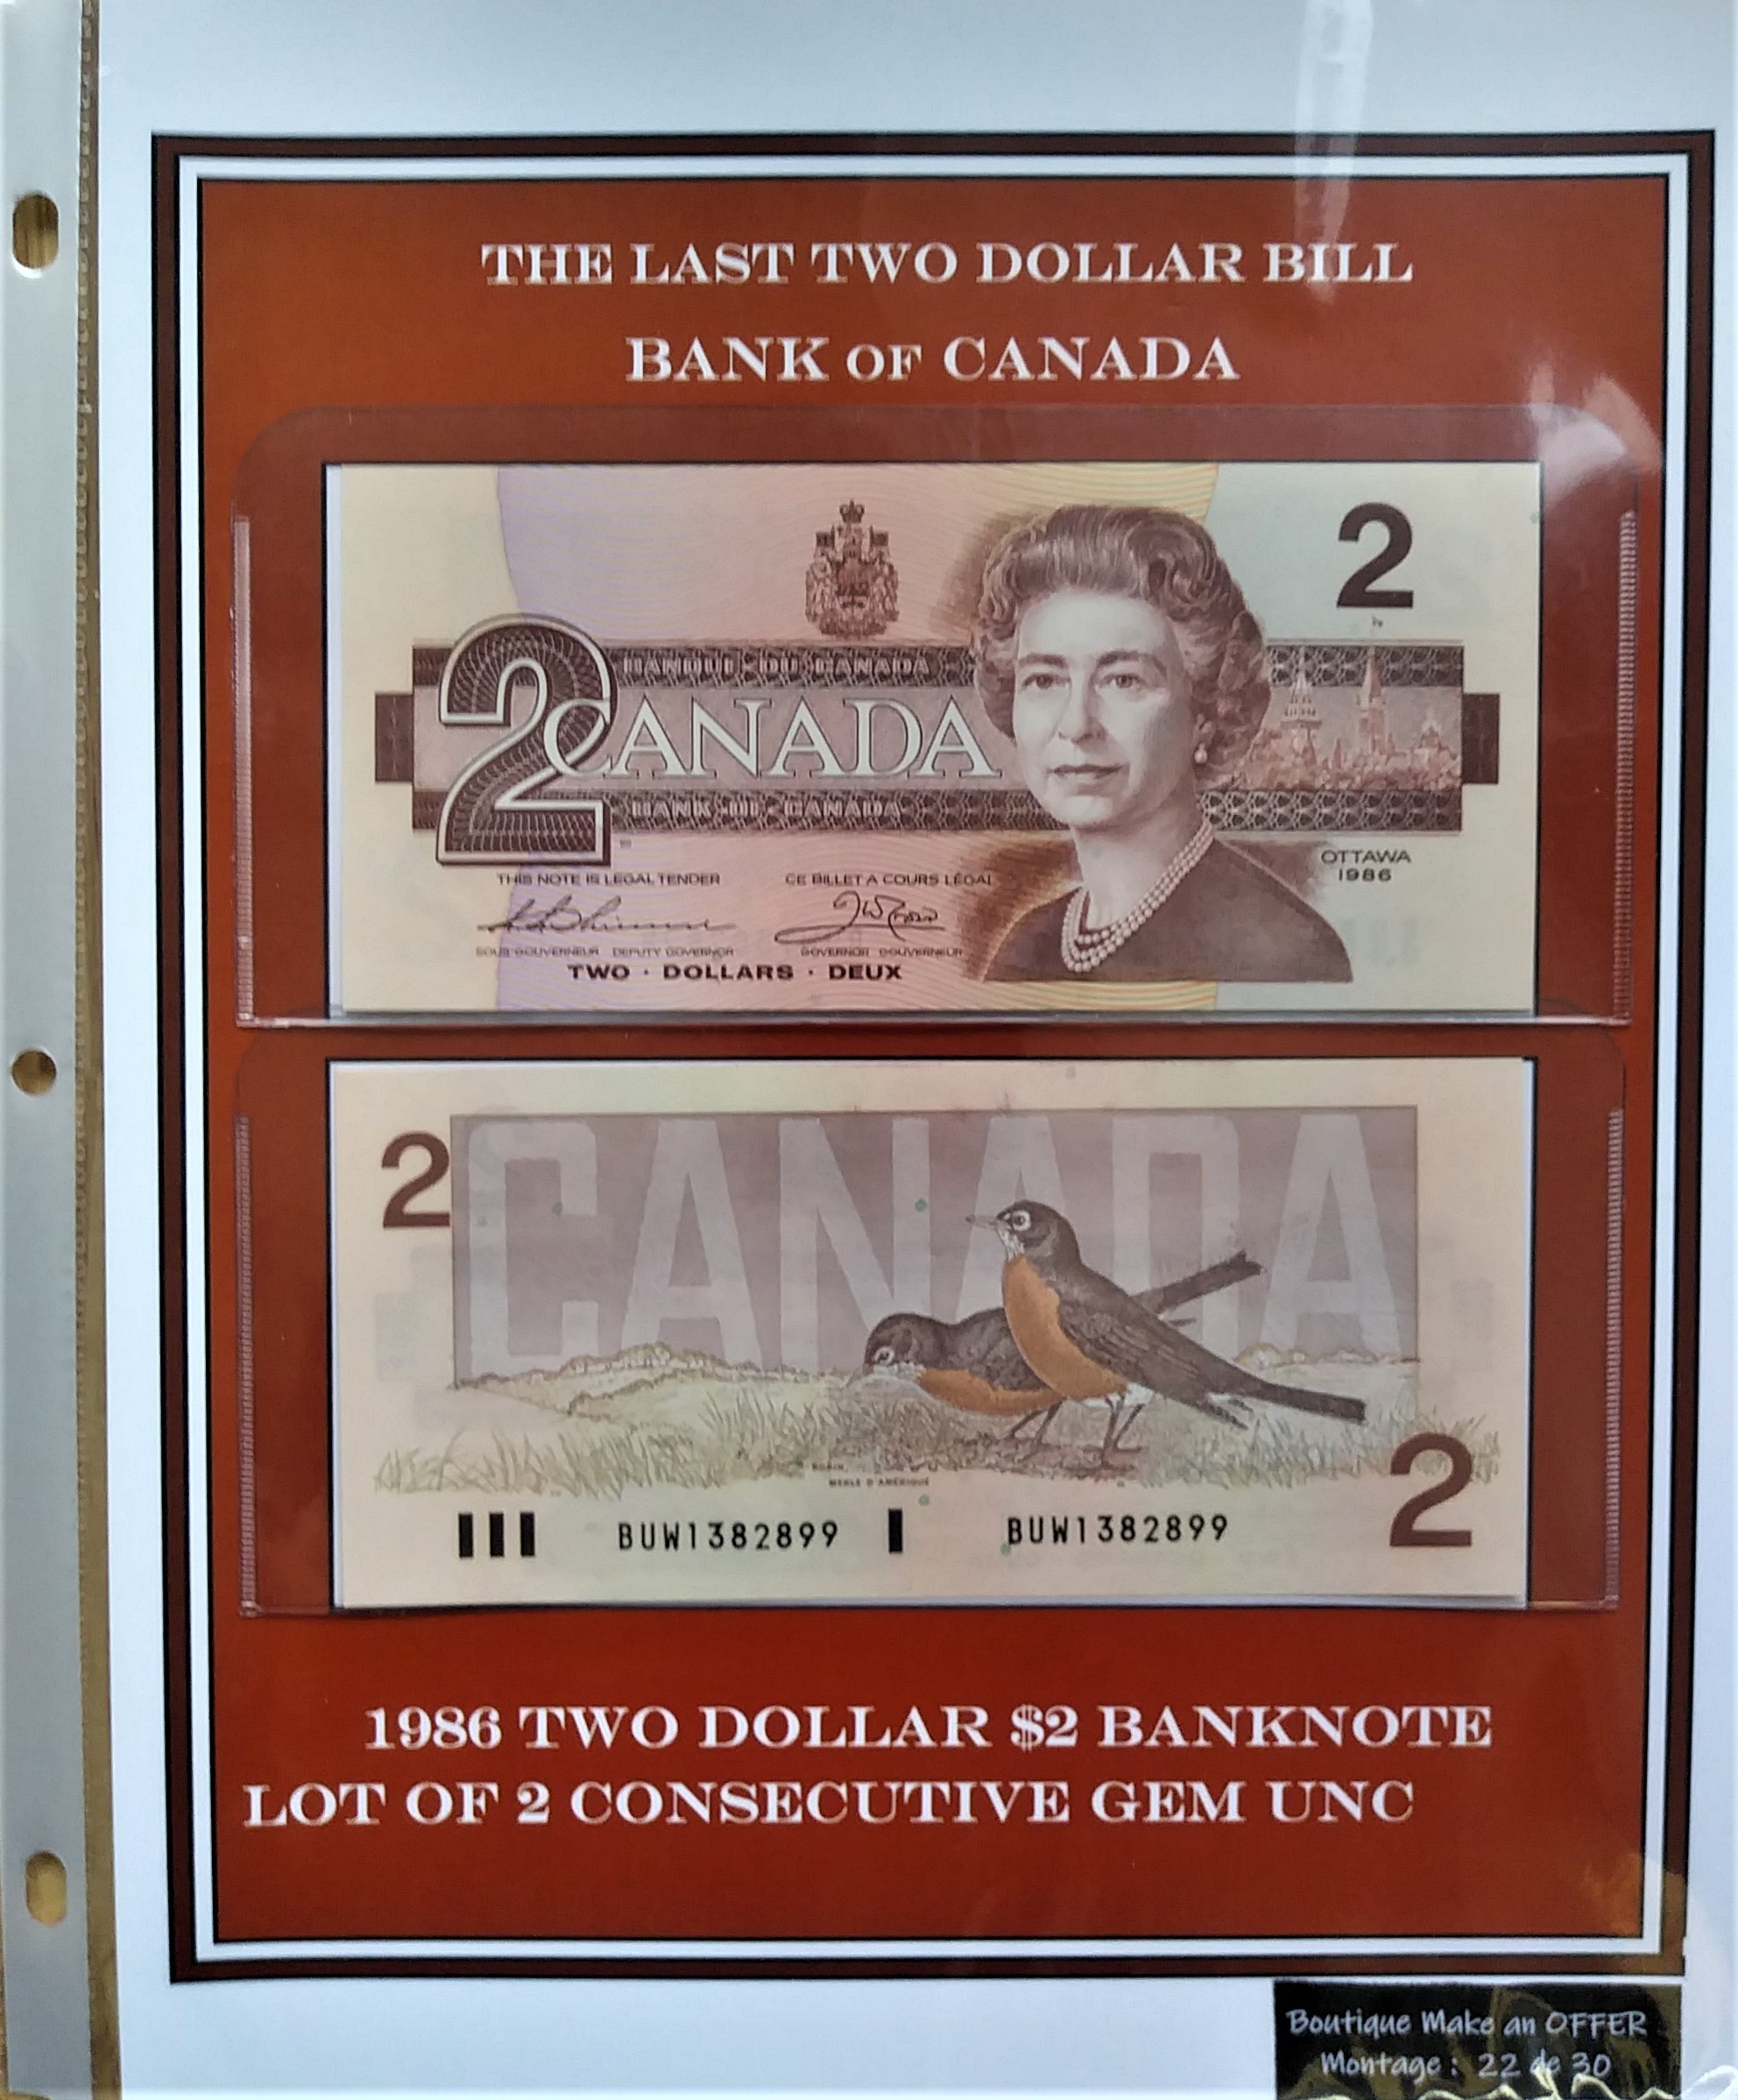 THE LAST TWO DOLLAR BILL
BANK OF CANADA
2
BANQUE · DU · CANADA
2
CANADA
BANK · OF · CANADA
OTTAWA
1986
THIS NOTE IS LEGAL TENDER CE BILLET A COURS LÉGAL
SOUS-GOUVERNEUR DEPUTY GOVERNOR GOVERNOR GOUVERNEUR
TWO · DOLLARS · DEUX
2
CANADA
ROBIN,
MERLE D'AMÉRIQUE
BUW1382899 BUW1382899
2
1986 TWO DOLLAR $2 BANKNOTE
LOT OF 2 CONSECUTIVE GEM UNC
Boutique Make an OFFER
Montage : 22 de 30